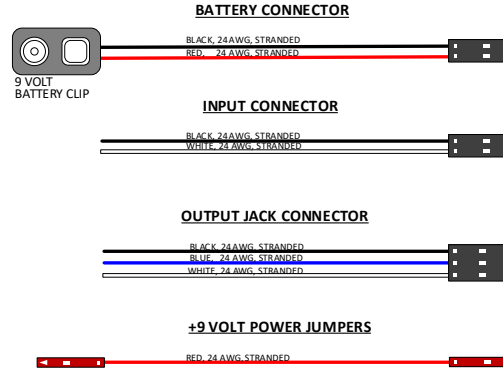 BATTERY CONNECTOR
BLACK, 24 AWG, STRANDED
RED, 24 AWG, STRANDED
9 VOLT
BATTERY CLIP
INPUT CONNECTOR
BLACK, 24 AWG, STRANDED
WHITE, 24 AWG, STRANDED
OUTPUT JACK CONNECTOR
BLACK, 24 AWG, STRANDED
BLUE, 24 AWG, STRANDED
WHITE, 24 AWG, STRANDED
+9 VOLT POWER JUMPERS
RED, 24 AWG, STRANDED